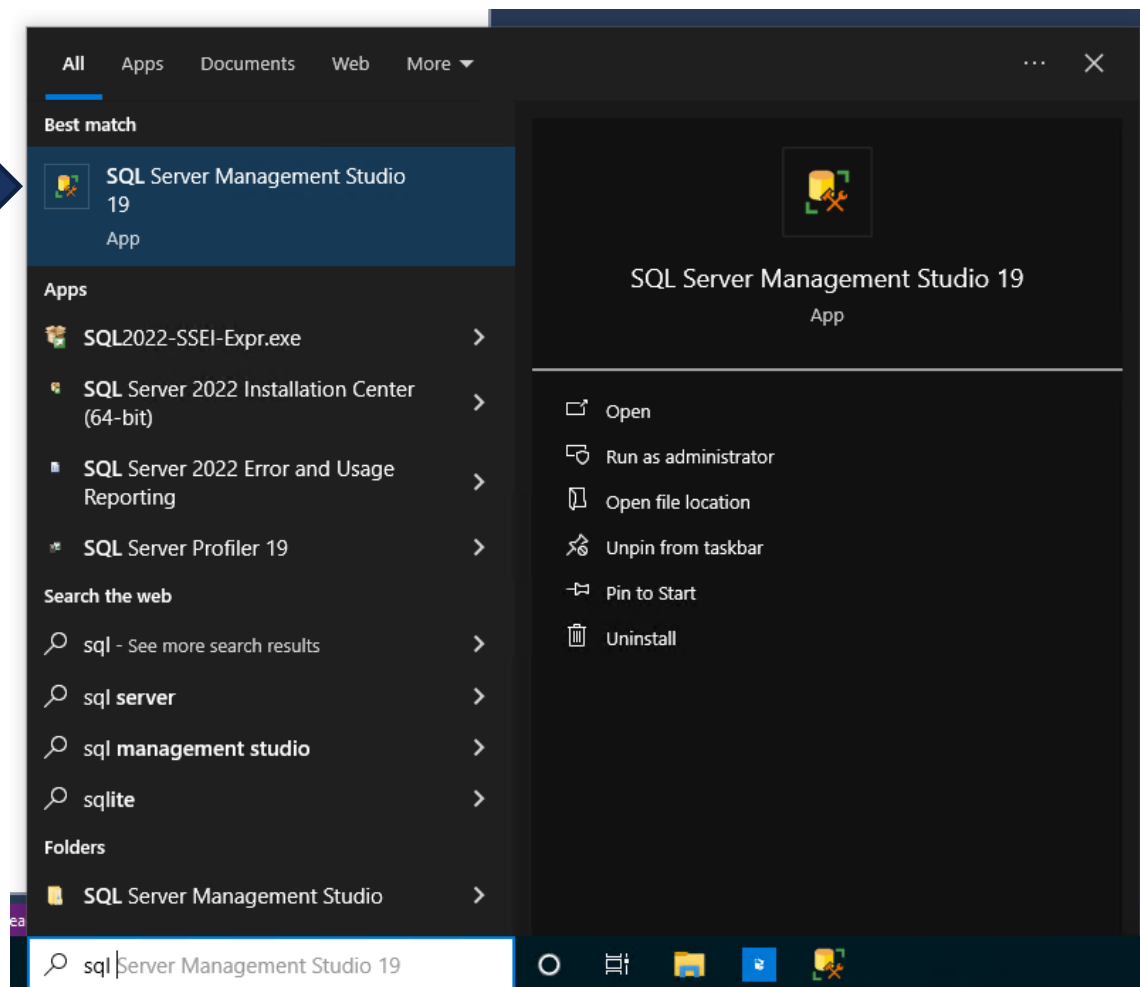 All Apps Documents Web More
Best match
SQL Server Management Studio
19
App
Apps
SQL2022-SSEI-Expr.exe
SQL Server 2022 Installation Center
(64-bit)
SQL Server 2022 Error and Usage
Reporting
SQL Server Profiler 19
Search the web
sql - See more search results
sql server
sql management studio
sqlite
Folders
SQL Server Management Studio
ea
sql Server Management Studio 19
SQL Server Management Studio 19
App
Open
Run as administrator
Open file location
Unpin from taskbar
Pin to Start
Uninstall